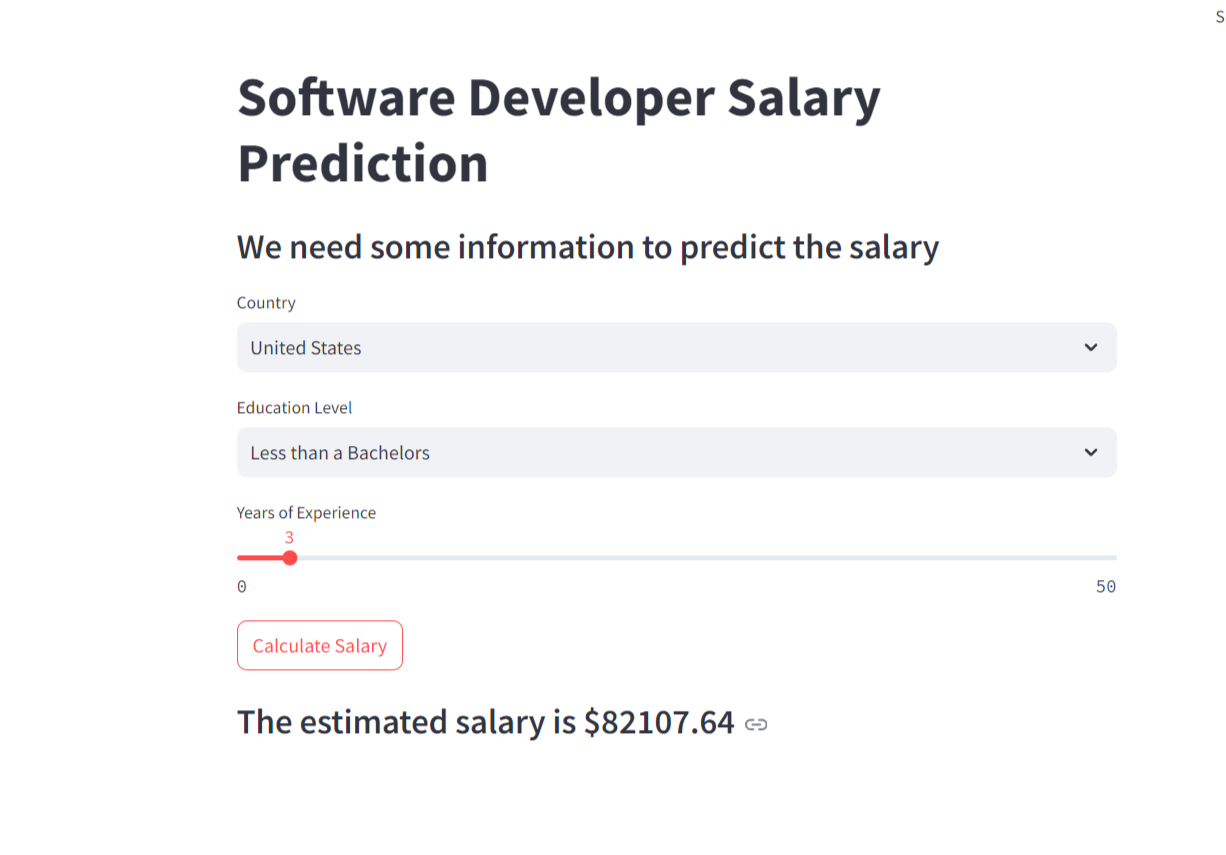 S
Software Developer Salary
Prediction
We need some information to predict the salary
Country
United States
Education Level
Less than a Bachelors
Years of Experience
3
0 50
Calculate Salary
The estimated salary is $82107.64